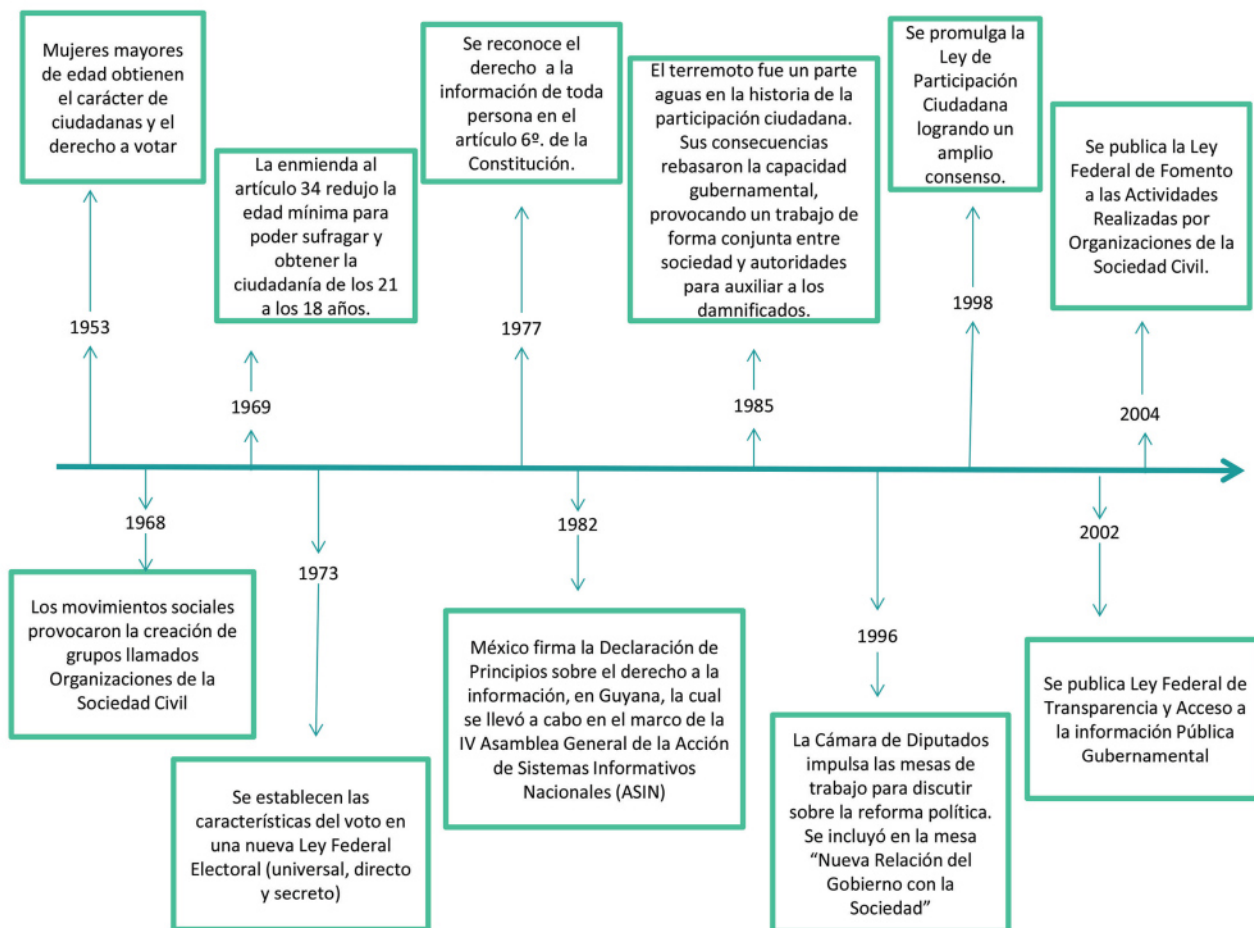 Mujeres mayores
de edad obtienen
el carácter de
ciudadanas y el
derecho a votar
1953
Los movimientos sociales
provocaron la creación de
grupos llamados
Organizaciones de la
Sociedad Civil
1968
La enmienda al
artículo 34 redujo la
edad mínima para
poder sufragar y
obtener la
ciudadanía de los 21
a los 18 años.
1969
1973
Se establecen las
características del voto en
una nueva Ley Federal
Electoral (universal, directo
y secreto)
Se reconoce el
derecho a la
información de toda
persona en el
artículo 6º. de la
Constitución.
1977
1982
México firma la Declaración de
Principios sobre el derecho a la
información, en Guyana, la cual
se llevó a cabo en el marco de la
IV Asamblea General de la Acción
de Sistemas Informativos
Nacionales (ASIN)
El terremoto fue un parte
aguas en la historia de la
participación ciudadana.
Sus consecuencias
rebasaron la capacidad
gubernamental,
provocando un trabajo de
forma conjunta entre
sociedad y autoridades
para auxiliar a los
damnificados.
1985
1996
La Cámara de Diputados
impulsa las mesas de
trabajo para discutir
sobre la reforma política.
Se incluyó en la mesa
“Nueva Relación del
Gobierno con la
Sociedad”
Se promulga la
Ley de
Participación
Ciudadana
logrando un
amplio
consenso.
1998
2002
Se publica Ley Federal de
Transparencia y Acceso a
la información Pública
Gubernamental
Se publica la Ley
Federal de Fomento
a las Actividades
Realizadas por
Organizaciones de la
Sociedad Civil.
2004